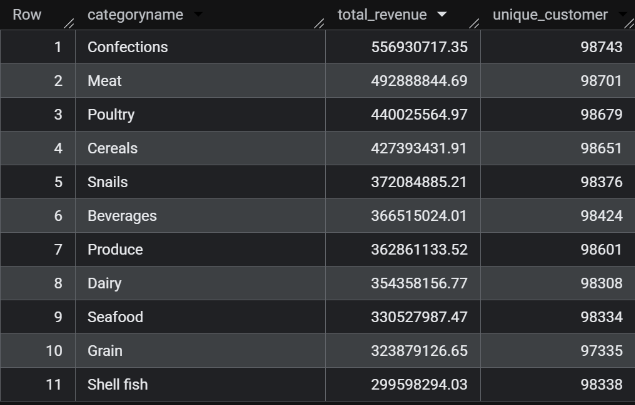 Row categoryname total_revenue unique_customer
1 Confections 556930717.35 98743
2 Meat 492888844.69 98701
3 Poultry 440025564.97 98679
4 Cereals 427393431.91 98651
5 Snails 372084885.21 98376
6 Beverages 366515024.01 98424
7 Produce 362861133.52 98601
8 Dairy 354358156.77 98308
9 Seafood 330527987.47 98334
10 Grain 323879126.65 97335
11 Shell fish 299598294.03 98338